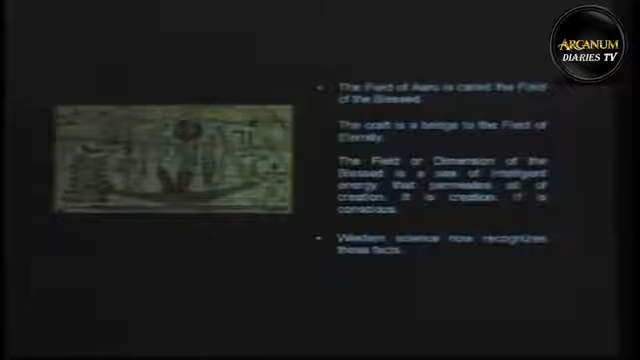 ARCANUM
DIARIES TV
The Field of Aaru is called the Field
of the Blessed.
The craft is a bridge to the Field of
Eternity.
The Field or Dimension of the
Blessed is a sea of intelligent
energy that permeates all of
creation. It is creation. It is
conscious.
Western science now recognizes
these facts.